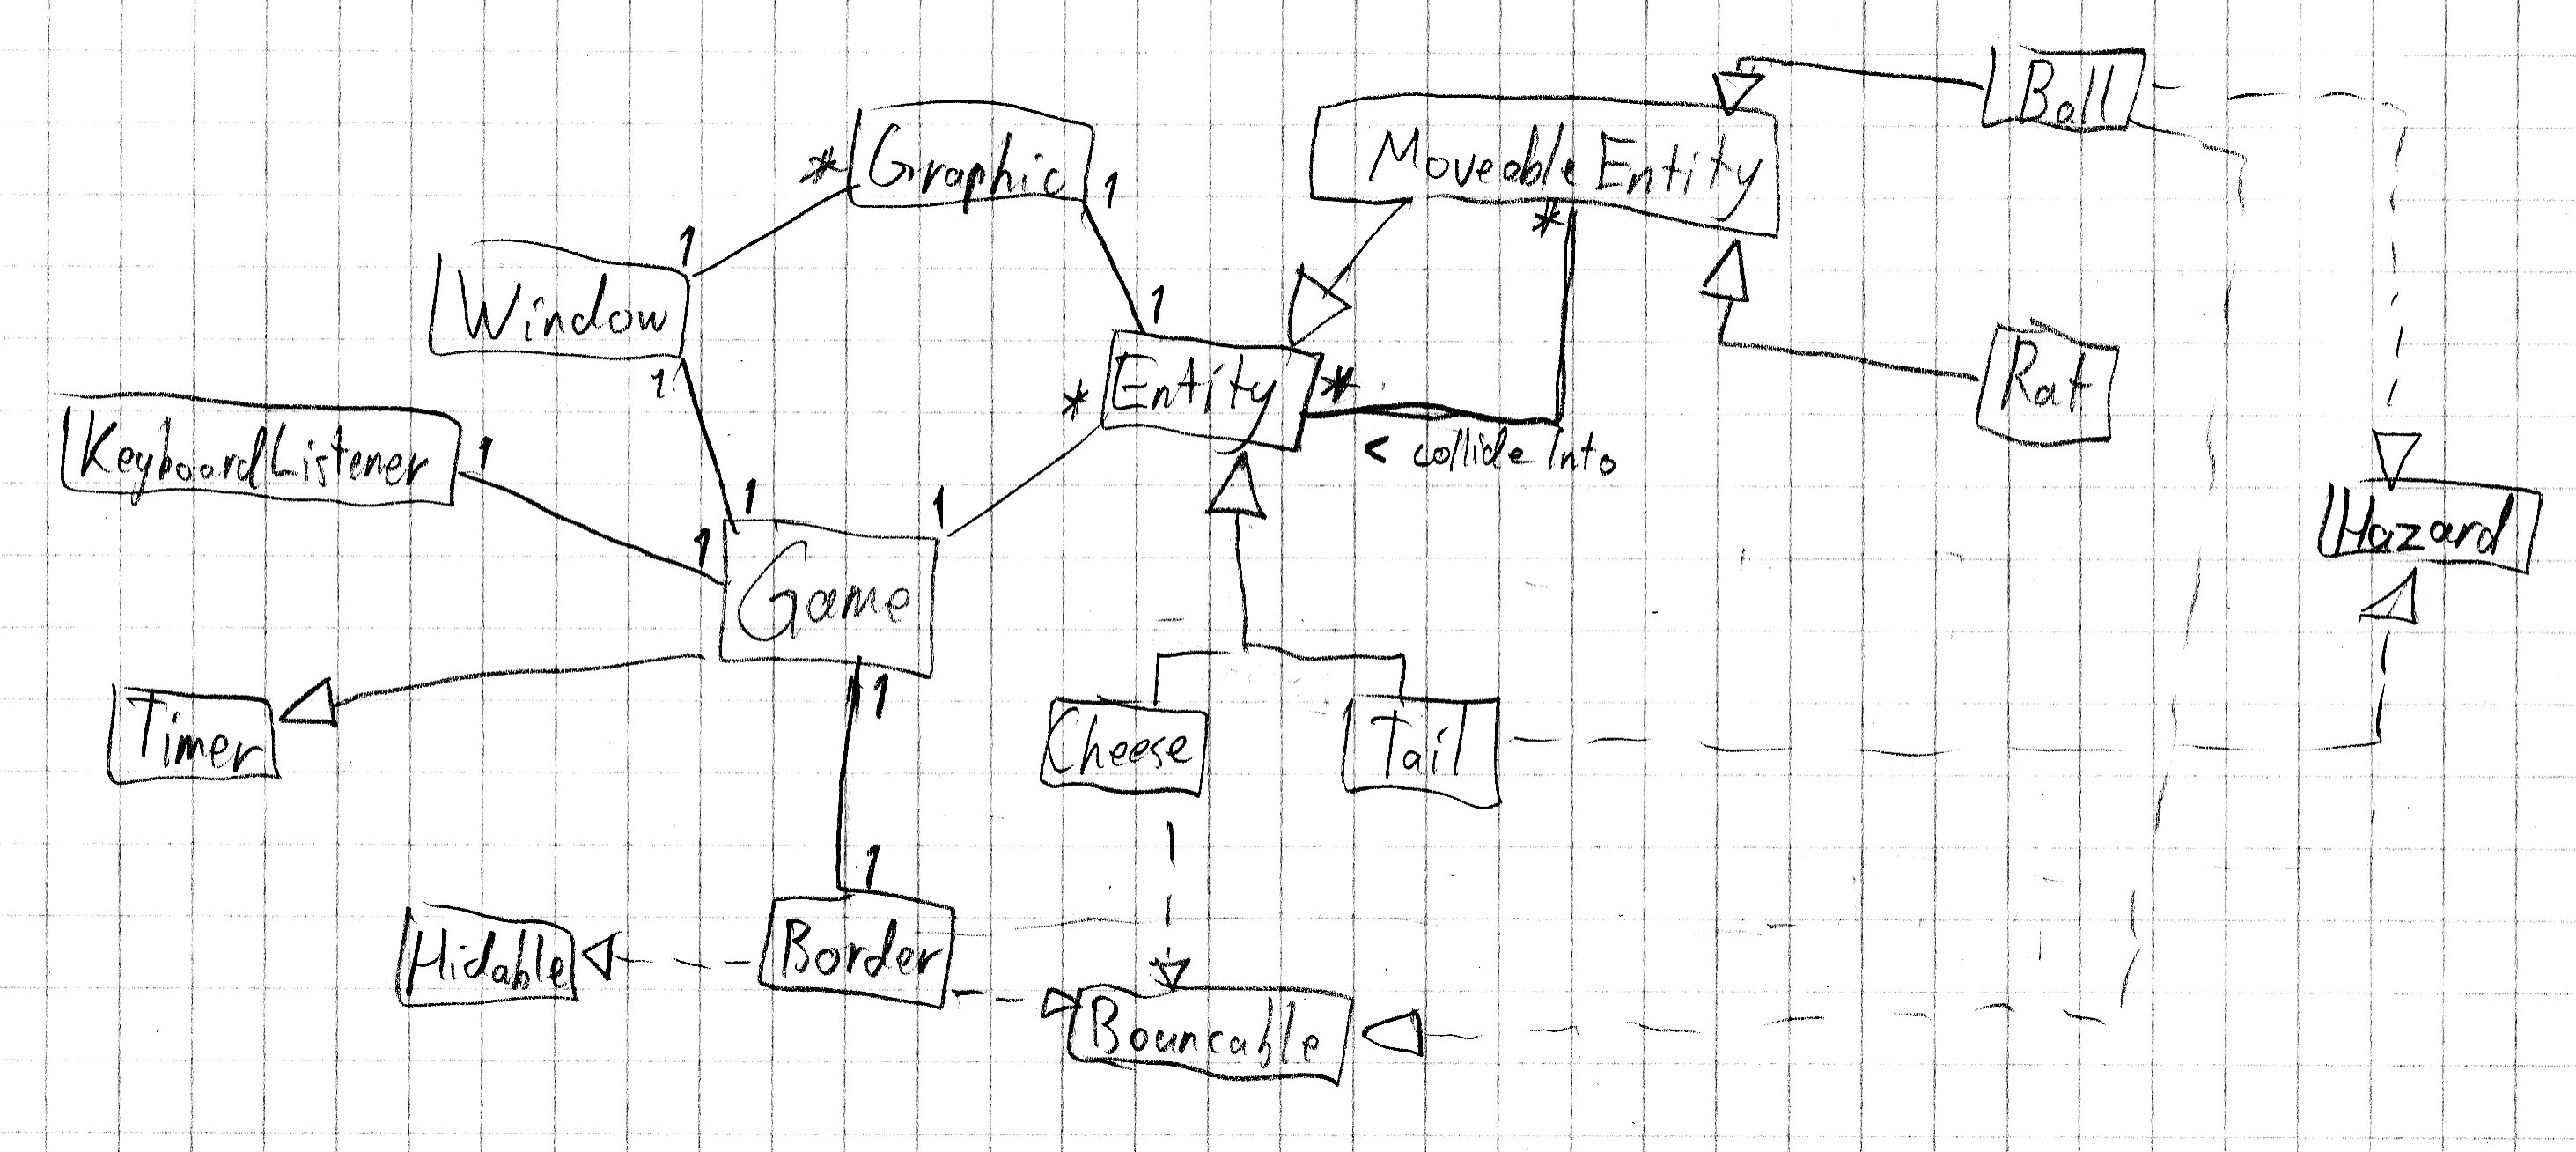 Ball
* Graphic 1
Moveable Entity
*
1
Window
1
1
Rat
* Entity *
< collide Into
KeyboardListener 1
1
1
1
Game
Hazard
1
Timer
Cheese
Tail
1
Hidable
Border
Bouncable